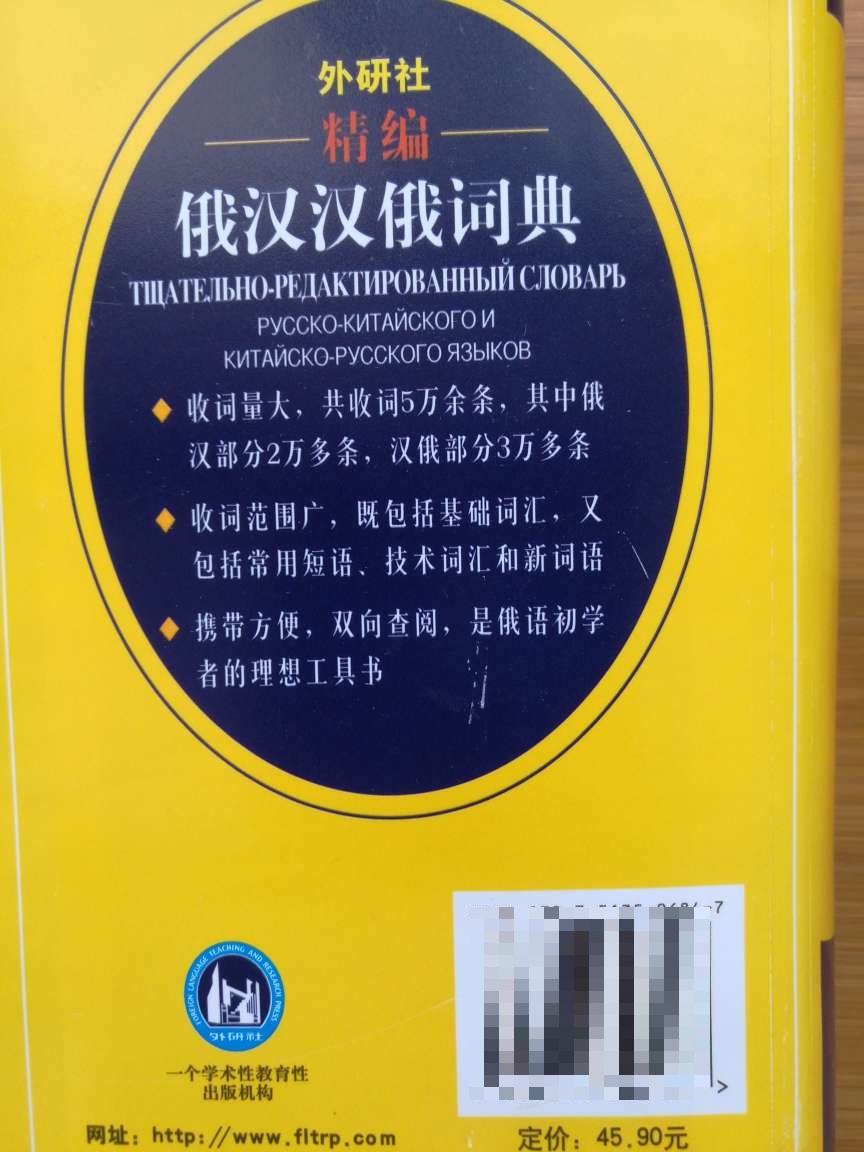 外研社
精编
俄汉汉俄词典
ТЩАТЕЛЬНО-РЕДАКТИРОВАННЫЙ СЛОВАРЬ
РУССКО-КИТАЙСКОГО И
КИТАЙСКО-РУССКОГО ЯЗЫКОВ
收词量大，共收词5万余条，其中俄
汉部分2万多条，汉俄部分3万多条
收词范围广，既包括基础词汇，又
包括常用短语、技术词汇和新词语
携带方便，双向查阅，是俄语初学
者的理想工具书
FOREIGN LANGUAGE TEACHING AND RESEARCH PRESS
外研社
一个学术性教育性
出版机构
网址：http://www.fltrp.com
定价：45.90元